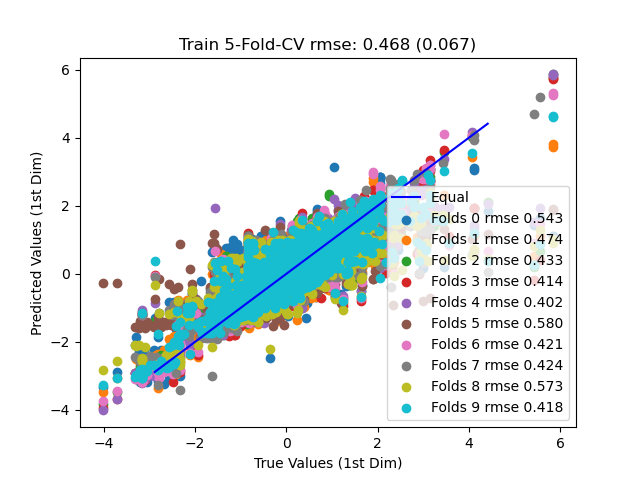 Train 5-Fold-CV rmse: 0.468 (0.067)
Predicted Values (1st Dim)
6
4
2
0
−2
−4
Equal
Folds 0 rmse 0.543
Folds 1 rmse 0.474
Folds 2 rmse 0.433
Folds 3 rmse 0.414
Folds 4 rmse 0.402
Folds 5 rmse 0.580
Folds 6 rmse 0.421
Folds 7 rmse 0.424
Folds 8 rmse 0.573
Folds 9 rmse 0.418
−4
−2
0
2
4
6
True Values (1st Dim)